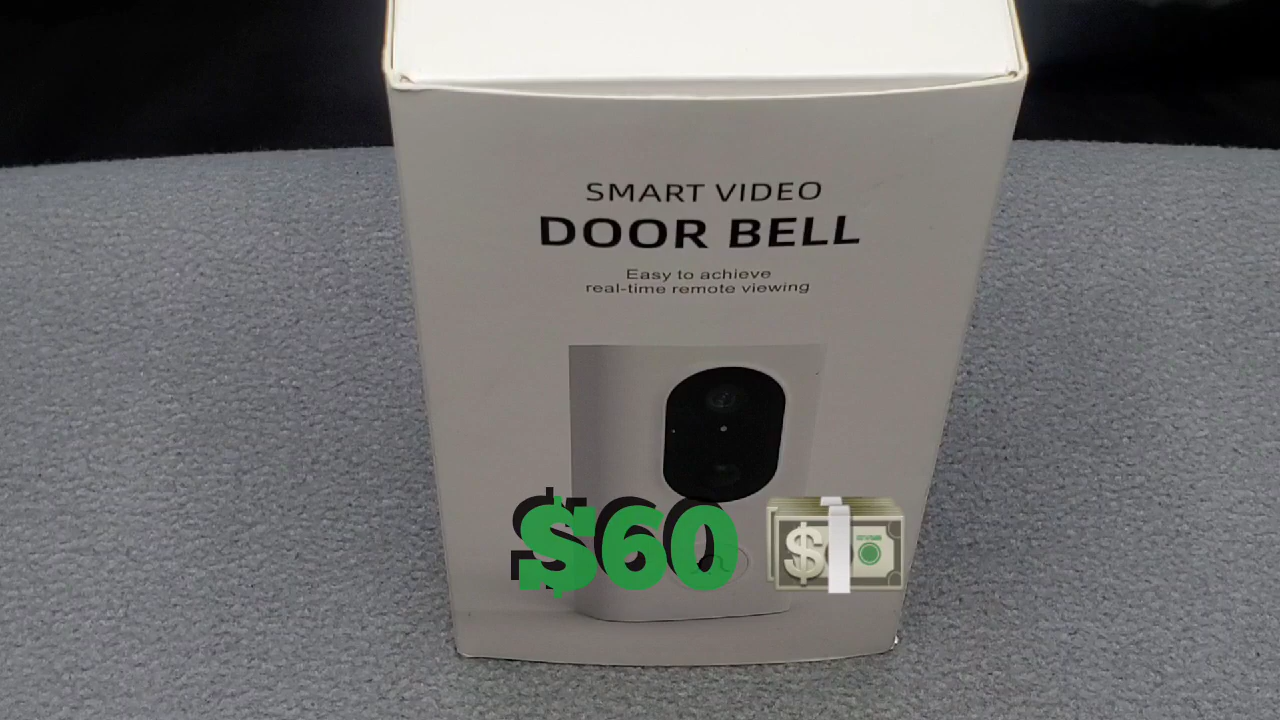 SMART VIDEO
DOOR BELL
Easy to achieve
real-time remote viewing
$60